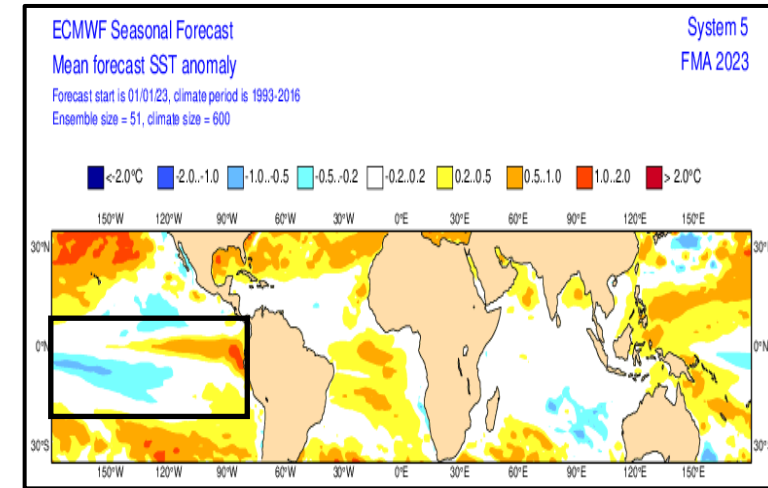 ECMWF Seasonal Forecast
System 5
Mean forecast SST anomaly
FMA 2023
Forecast start is 01/01/23, climate period is 1993-2016
Ensemble size = 51, climate size = 600
<-2.0°C -2.0..-1.0 -1.0..-0.5 -0.5..-0.2 -0.2..0.2 0.2..0.5 0.5..1.0 1.0..2.0 > 2.0°C
150°W 120°W 90°W 60°W 30°W 0°E 30°E 60°E 90°E 120°E 150°E
30°N 30°
0°N 0°
30°S 30°
150°W 120°W 90°W 60°W 30°W 0°E 30°E 60°E 90°E 120°E 150°E